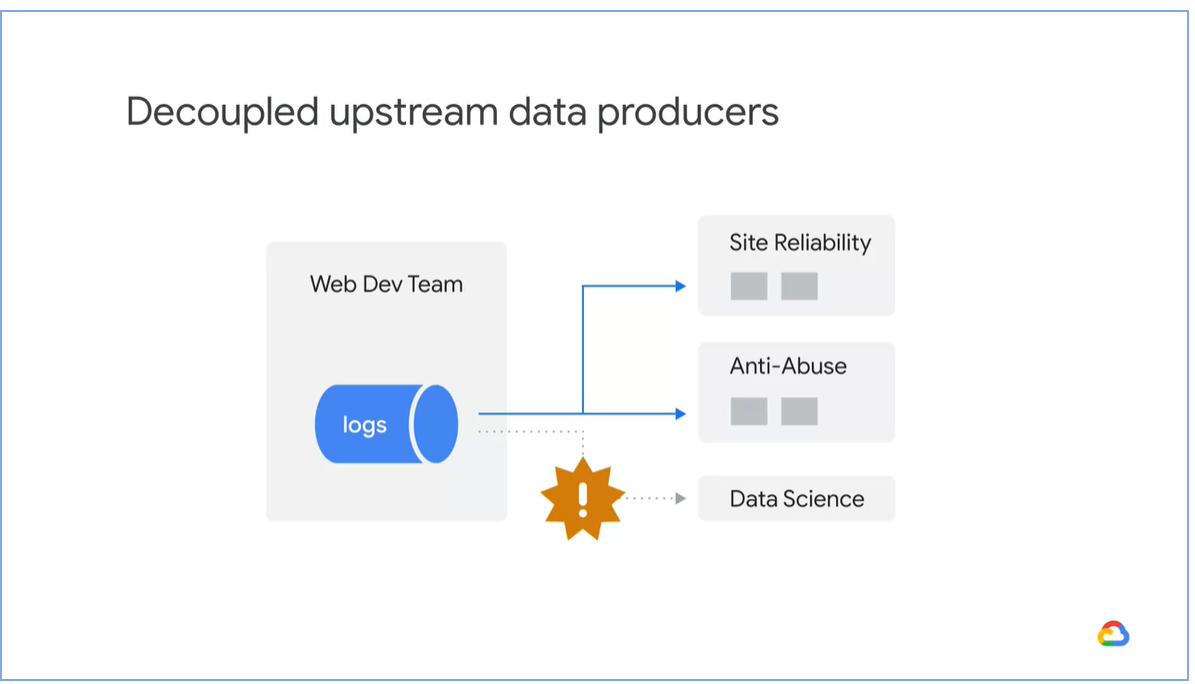 Decoupled upstream data producers
Web Dev Team
logs
Site Reliability
Anti-Abuse
!
Data Science